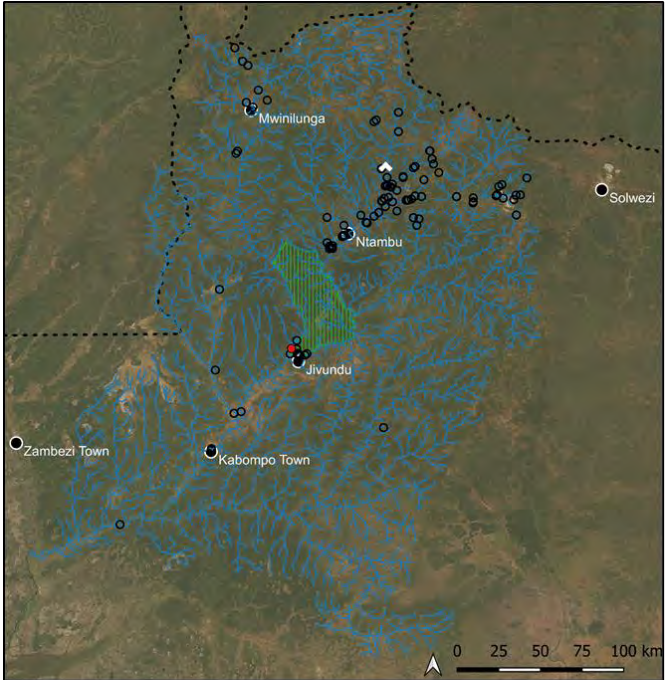 Mwinilunga
Solwezi
Ntambu
Jivundu
Zambezi Town
Kabompo Town
0 25 50 75 100 km